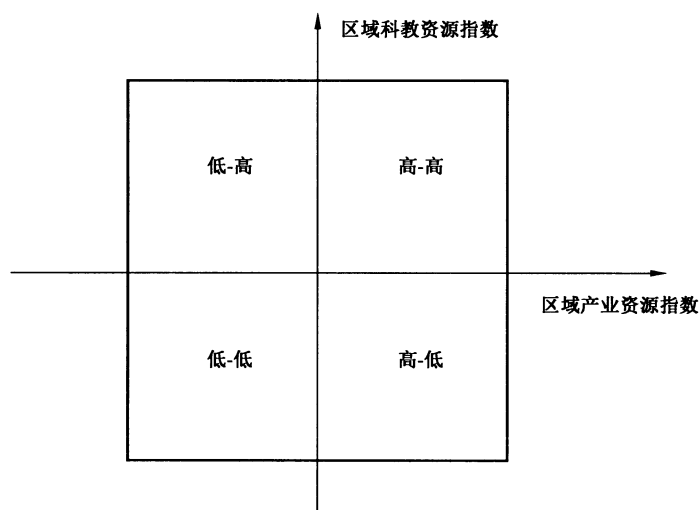 区域科教资源指数
低-高
高-高
区域产业资源指数
低-低
高-低